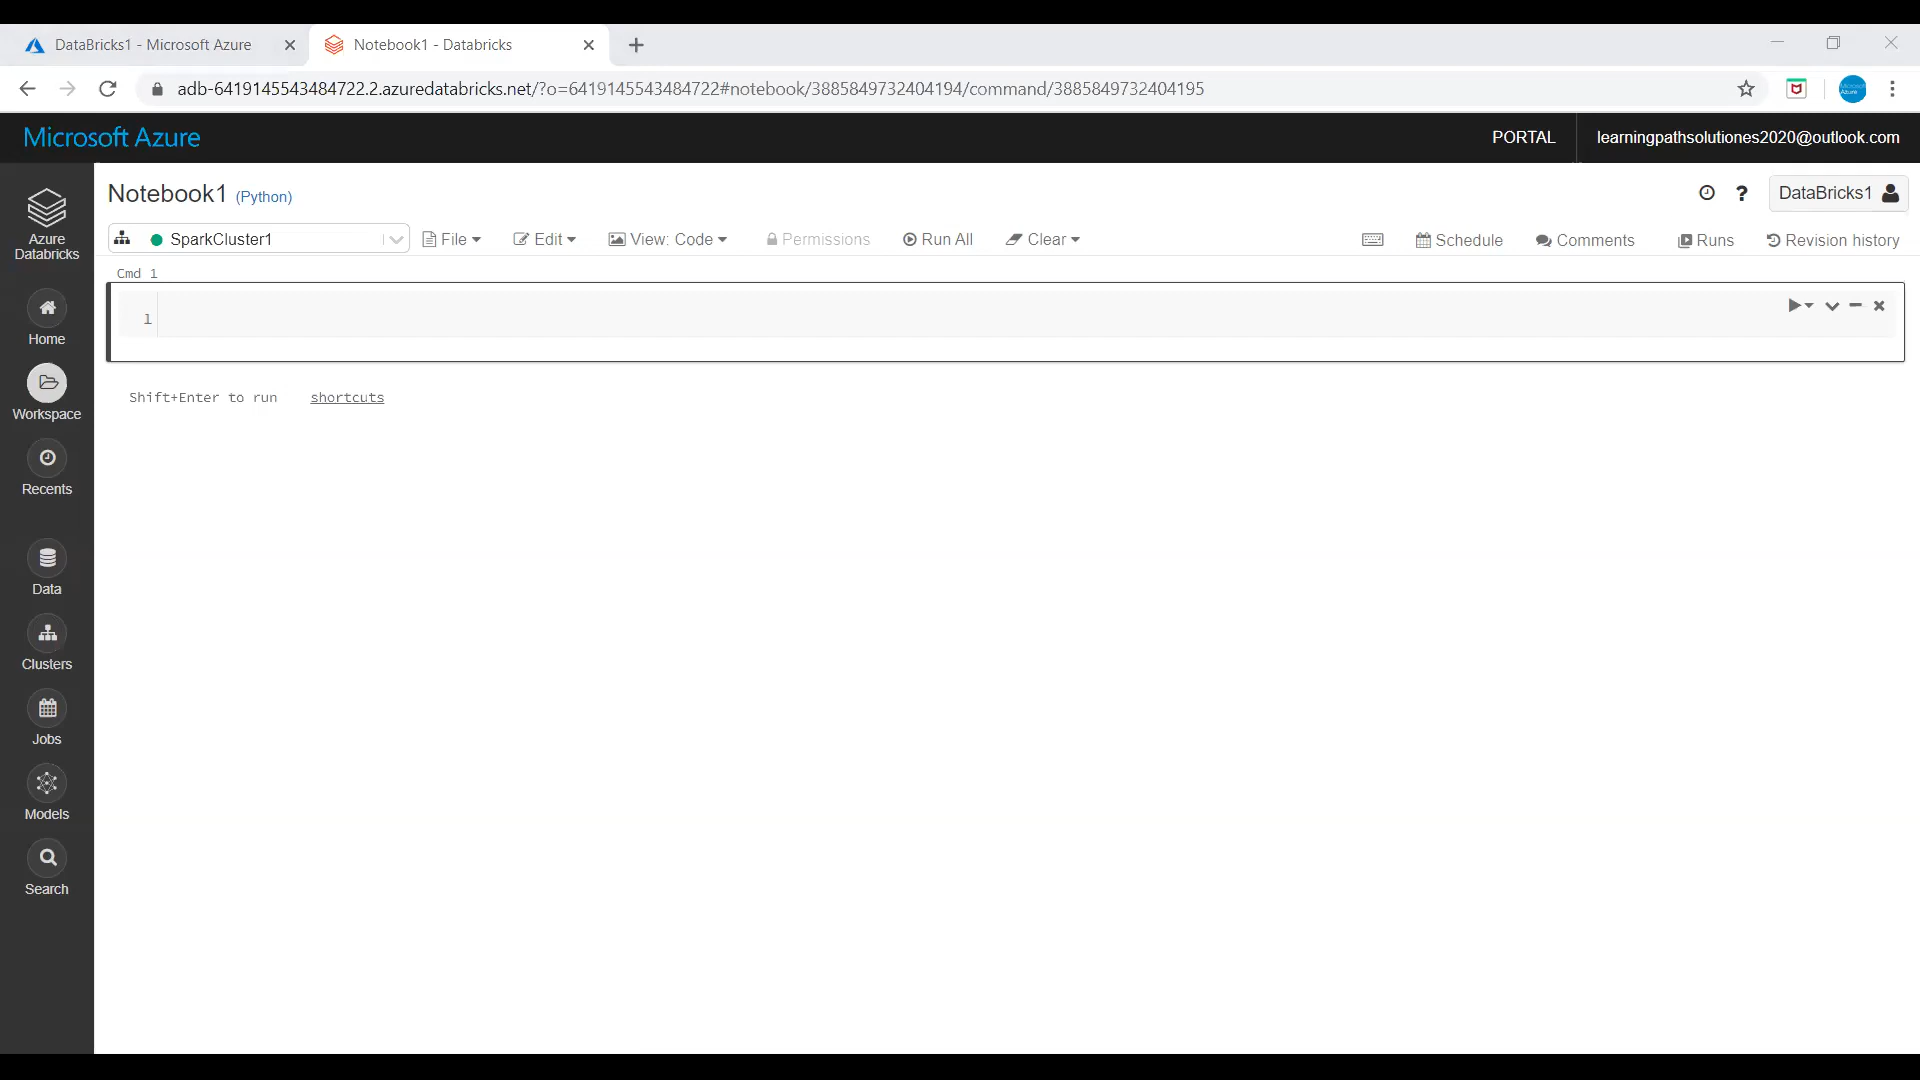 DataBricks1 - Microsoft Azure
Notebook1 - Databricks
adb-6419145543484722.2.azuredatabricks.net/?o=6419145543484722#notebook/3885849732404194/command/3885849732404195
Microsoft Azure
PORTAL
learningpathsolutiones2020@outlook.com
Azure
Databricks
Home
Workspace
Recents
Data
Clusters
Jobs
Models
Search
Notebook1 (Python)
? DataBricks1
SparkCluster1
File
Edit
View: Code
Permissions
Run All
Clear
Schedule
Comments
Runs
Revision history
Cmd 1
1
Shift+Enter to run shortcuts